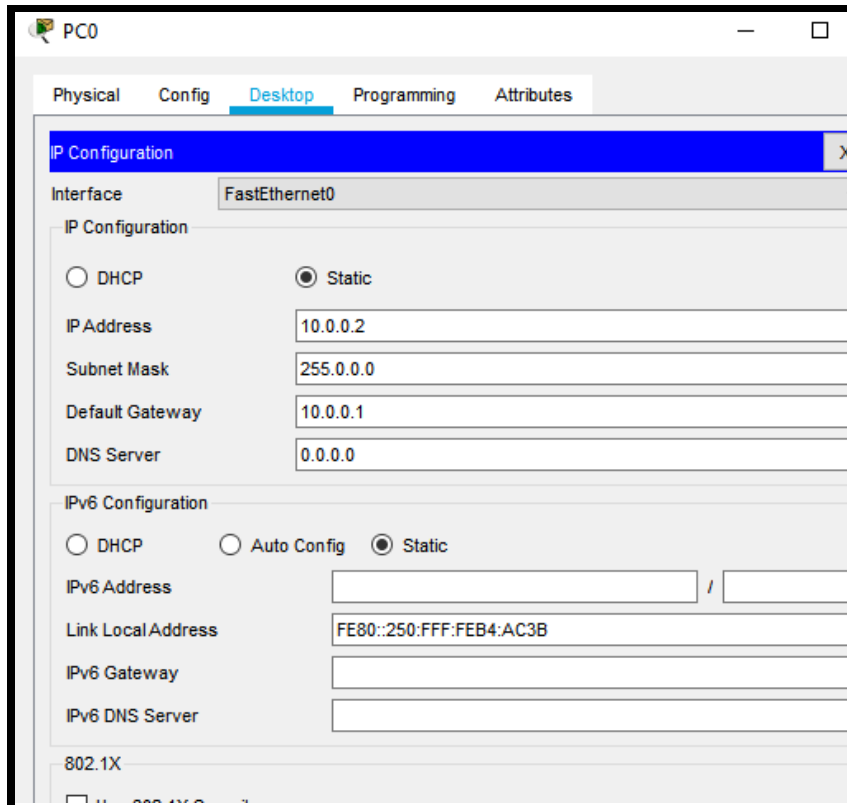 PC0
Physical Config Desktop Programming Attributes
IP Configuration X
Interface FastEthernet0
IP Configuration
DHCP Static
IP Address 10.0.0.2
Subnet Mask 255.0.0.0
Default Gateway 10.0.0.1
DNS Server 0.0.0.0
IPv6 Configuration
DHCP Auto Config Static
IPv6 Address /
Link Local Address FE80::250:FFF:FEB4:AC3B
IPv6 Gateway
IPv6 DNS Server
802.1X